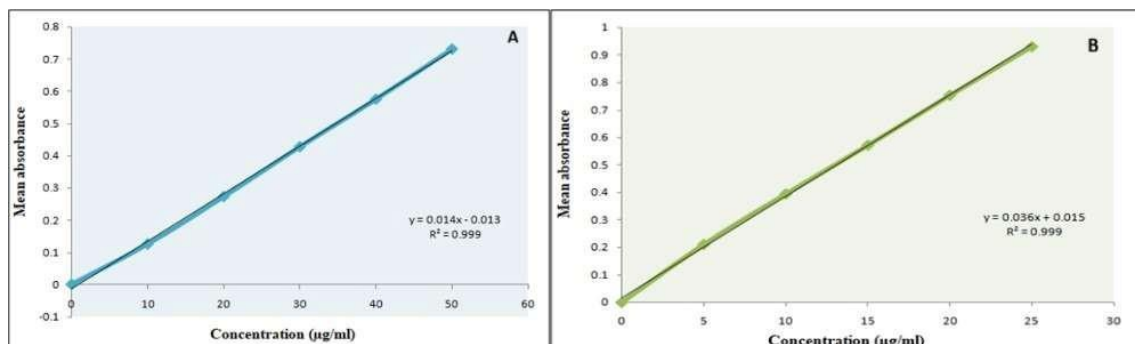 A
Mean absorbance
0.8
0.7
0.6
0.5
0.4
0.3
0.2
0.1
0
-0.1
y = 0.014x - 0.013
R² = 0.999
0 10 20 30 40 50 60
Concentration (µg/ml)
B
Mean absorbance
1
0.9
0.8
0.7
0.6
0.5
0.4
0.3
0.2
0.1
0
y = 0.036x + 0.015
R² = 0.999
0 5 10 15 20 25 30
Concentration (µg/ml)